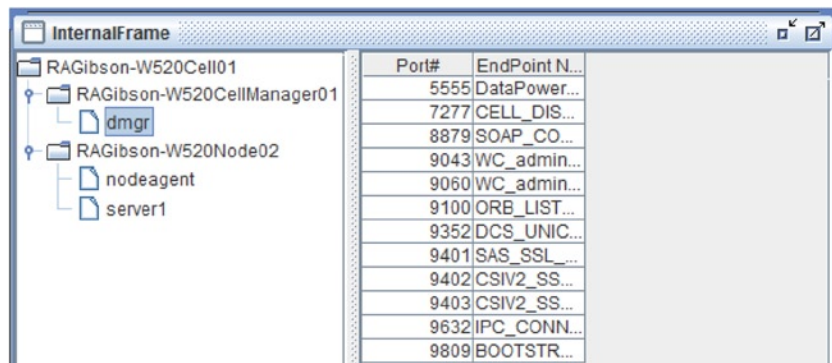 InternalFrame
RAGibson-W520Cell01
RAGibson-W520CellManager01
dmgr
RAGibson-W520Node02
nodeagent
server1
Port# EndPoint N...
5555 DataPower...
7277 CELL_DIS...
8879 SOAP_CO...
9043 WC_admin...
9060 WC_admin...
9100 ORB_LIST...
9352 DCS_UNIC...
9401 SAS_SSL_...
9402 CSIV2_SS...
9403 CSIV2_SS...
9632 IPC_CONN...
9809 BOOTSTR...